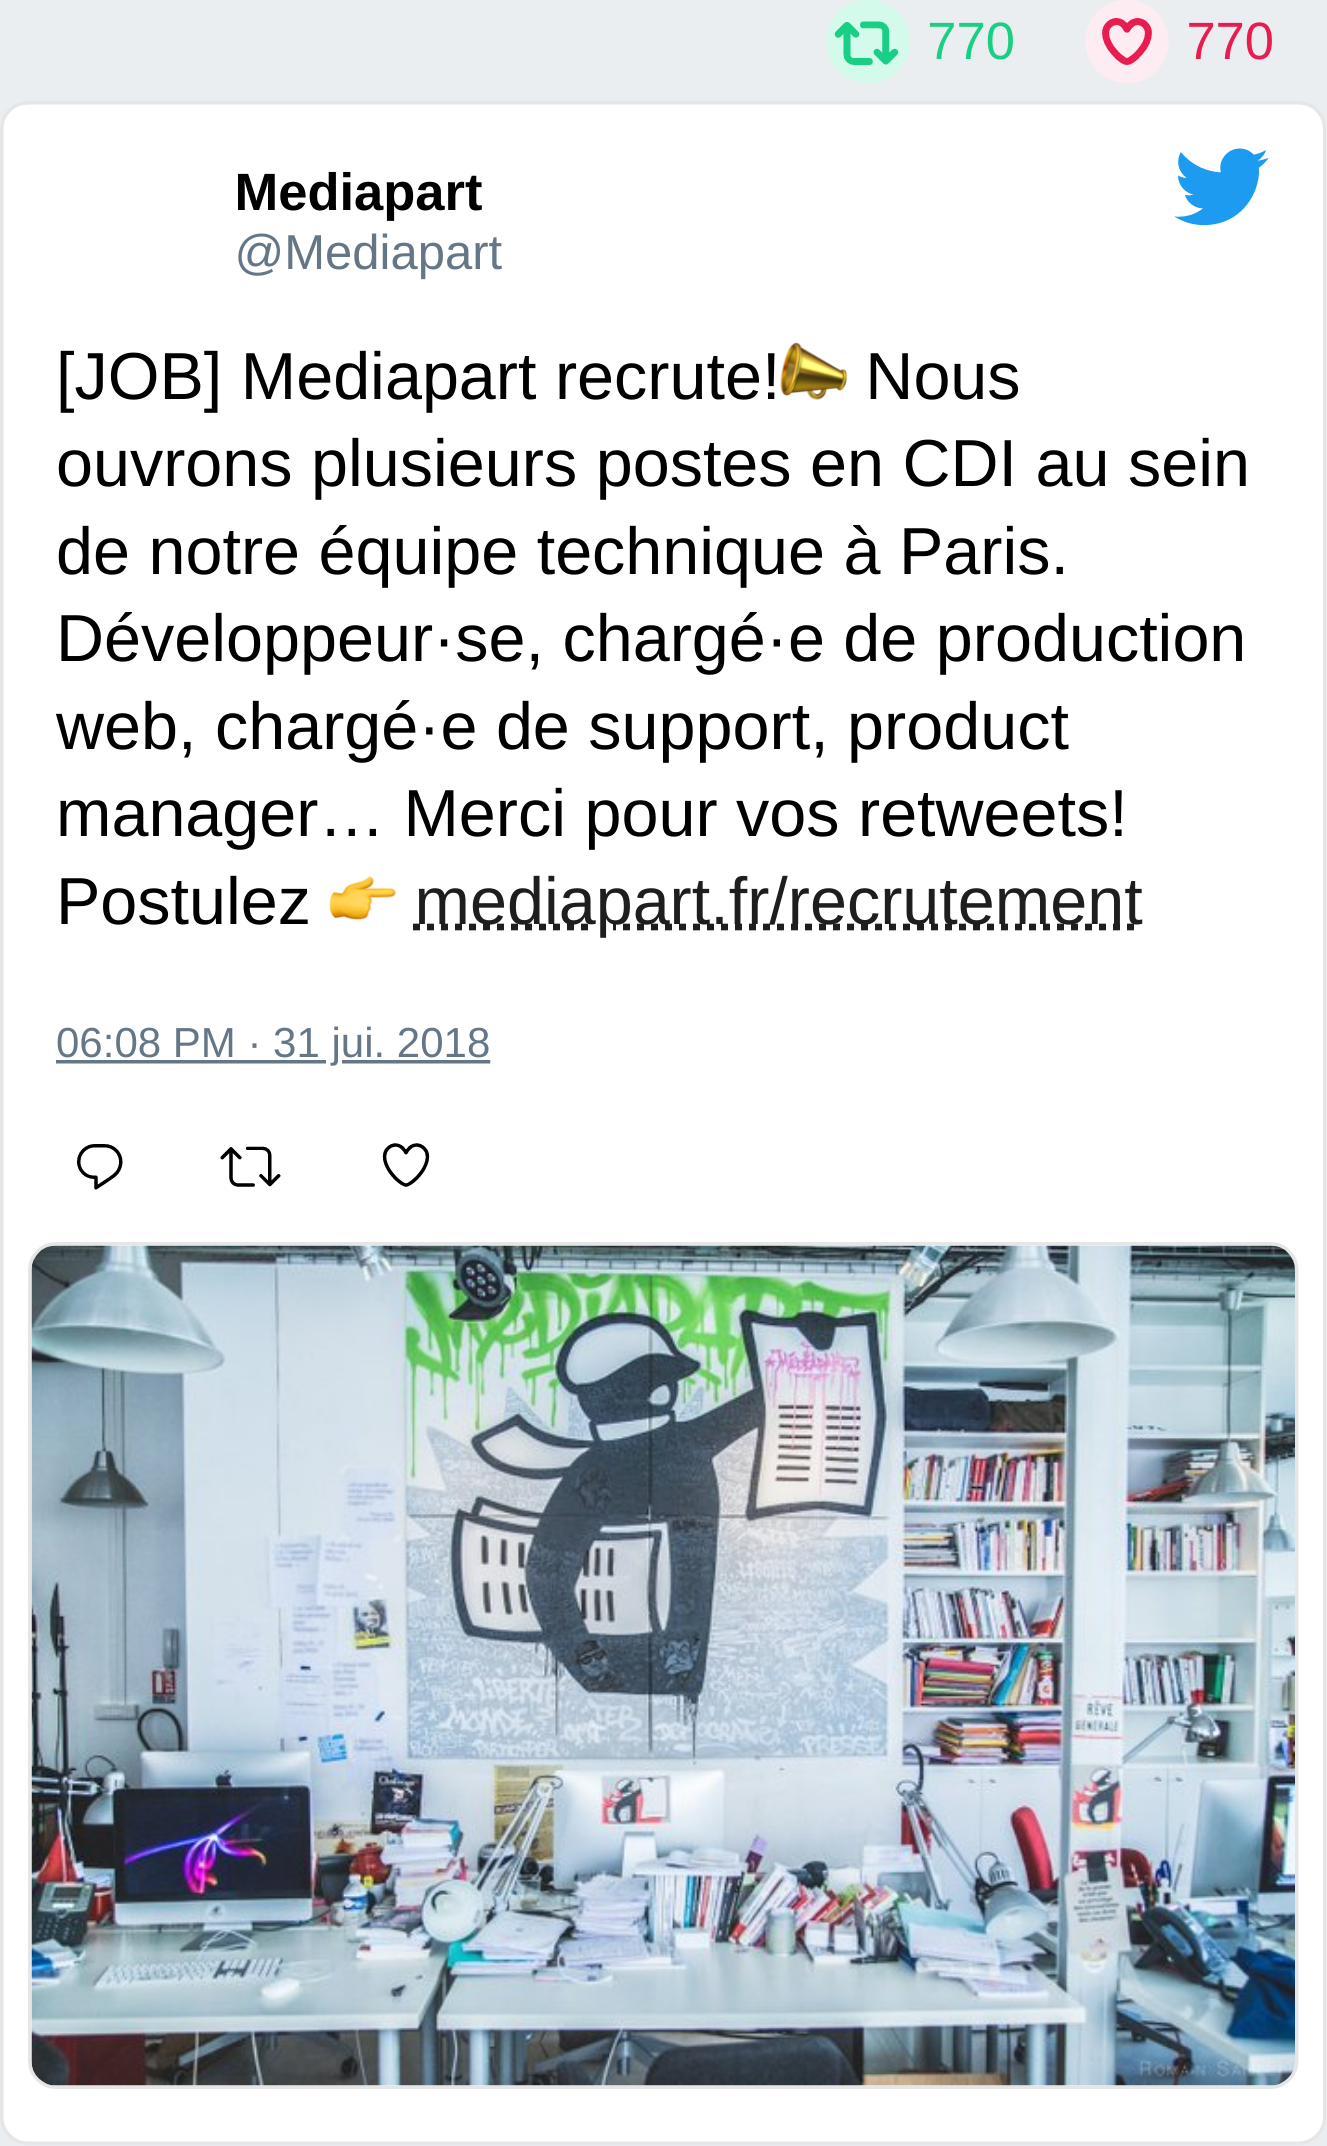 770 770
Mediapart
@Mediapart
[JOB] Mediapart recrute!📣 Nous
ouvrons plusieurs postes en CDI au sein
de notre équipe technique à Paris.
Développeur·se, chargé·e de production
web, chargé·e de support, product
manager… Merci pour vos retweets!
Postulez 👉 mediapart.fr/recrutement
06:08 PM · 31 jui. 2018
MEDIAPART
MEDIAPART
LIBERTÉ
MONDE
PRESSE
RÊVE
GÉNÉRALE